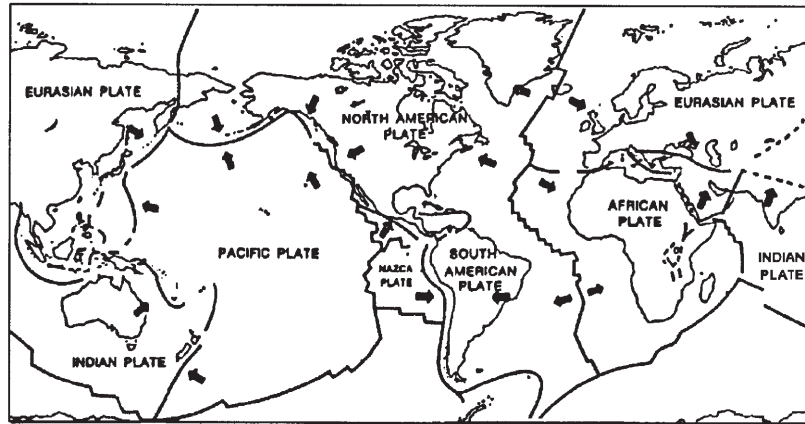 EURASIAN PLATE
NORTH AMERICAN
PLATE
EURASIAN PLATE
AFRICAN
PLATE
PACIFIC PLATE
NAZCA
PLATE
SOUTH
AMERICAN
PLATE
INDIAN
PLATE
INDIAN PLATE